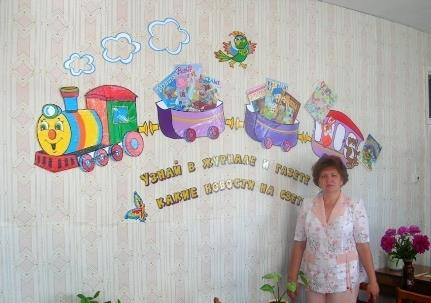 УЗНАЙ В ЖУРНАЛЕ И ГАЗЕТЕ
КАКИЕ НОВОСТИ НА СВЕТЕ